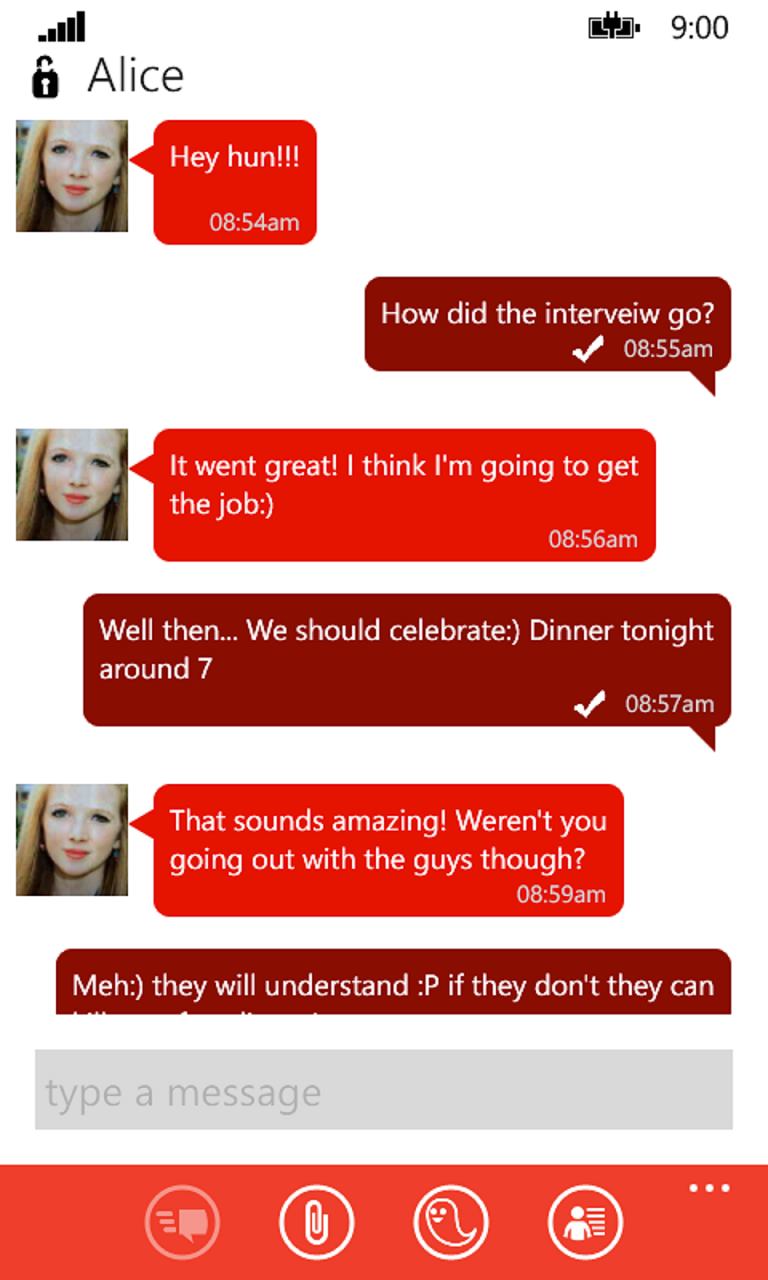 9:00
Alice
Hey hun!!!
08:54am
How did the interveiw go?
08:55am
It went great! I think I'm going to get
the job:)
08:56am
Well then... We should celebrate:) Dinner tonight
around 7
08:57am
That sounds amazing! Weren't you
going out with the guys though?
08:59am
Meh:) they will understand :P if they don't they can
type a message